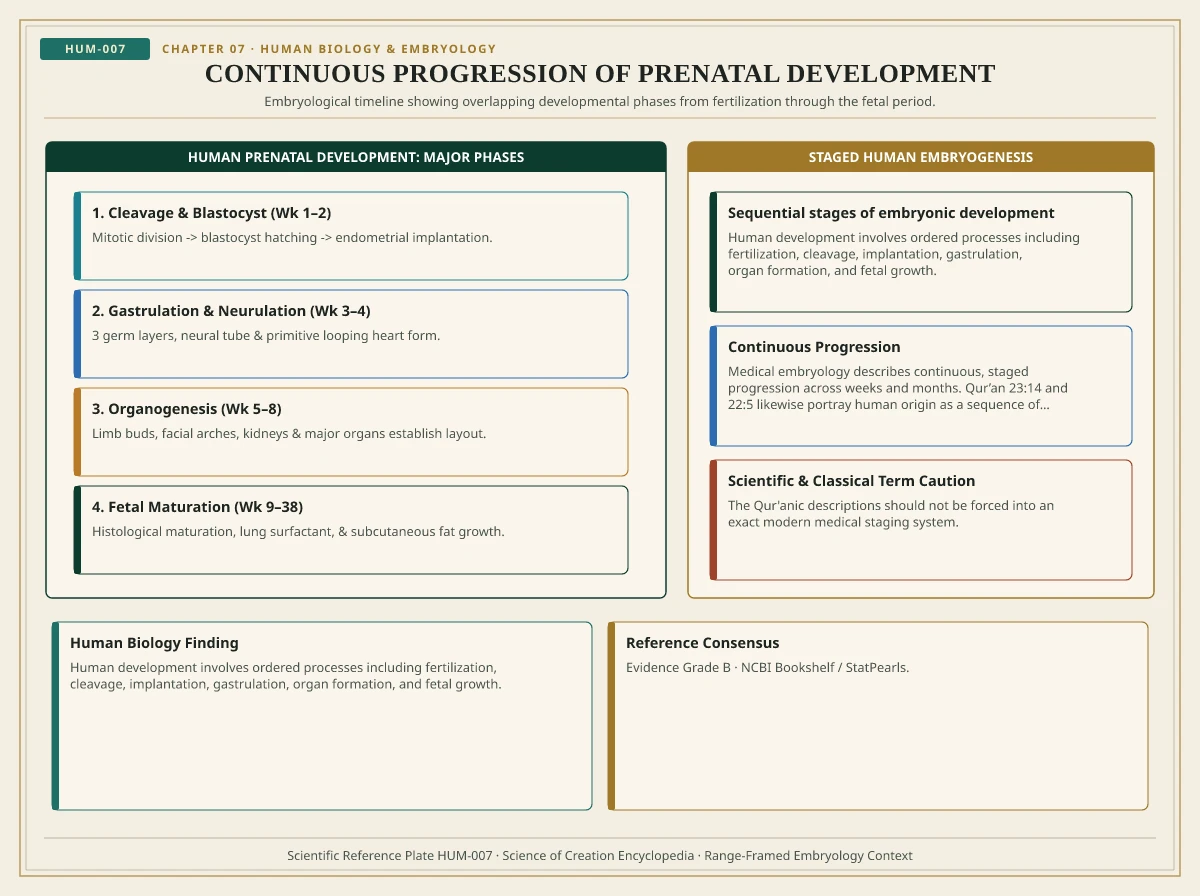 HUM-007
CHAPTER 07 · HUMAN BIOLOGY & EMBRYOLOGY
CONTINUOUS PROGRESSION OF PRENATAL DEVELOPMENT
Embryological timeline showing overlapping developmental phases from fertilization through the fetal period.
HUMAN PRENATAL DEVELOPMENT: MAJOR PHASES
1. Cleavage & Blastocyst (Wk 1–2)
Mitotic division -> blastocyst hatching -> endometrial implantation.
2. Gastrulation & Neurulation (Wk 3–4)
3 germ layers, neural tube & primitive looping heart form.
3. Organogenesis (Wk 5–8)
Limb buds, facial arches, kidneys & major organs establish layout.
4. Fetal Maturation (Wk 9–38)
Histological maturation, lung surfactant, & subcutaneous fat growth.
STAGED HUMAN EMBRYOGENESIS
Sequential stages of embryonic development
Human development involves ordered processes including
fertilization, cleavage, implantation, gastrulation,
organ formation, and fetal growth.
Continuous Progression
Medical embryology describes continuous, staged
progression across weeks and months. Qur’an 23:14 and
22:5 likewise portray human origin as a sequence of...
Scientific & Classical Term Caution
The Qur'anic descriptions should not be forced into an
exact modern medical staging system.
Human Biology Finding
Human development involves ordered processes including fertilization,
cleavage, implantation, gastrulation, organ formation, and fetal growth.
Reference Consensus
Evidence Grade B · NCBI Bookshelf / StatPearls.
Scientific Reference Plate HUM-007 · Science of Creation Encyclopedia · Range-Framed Embryology Context